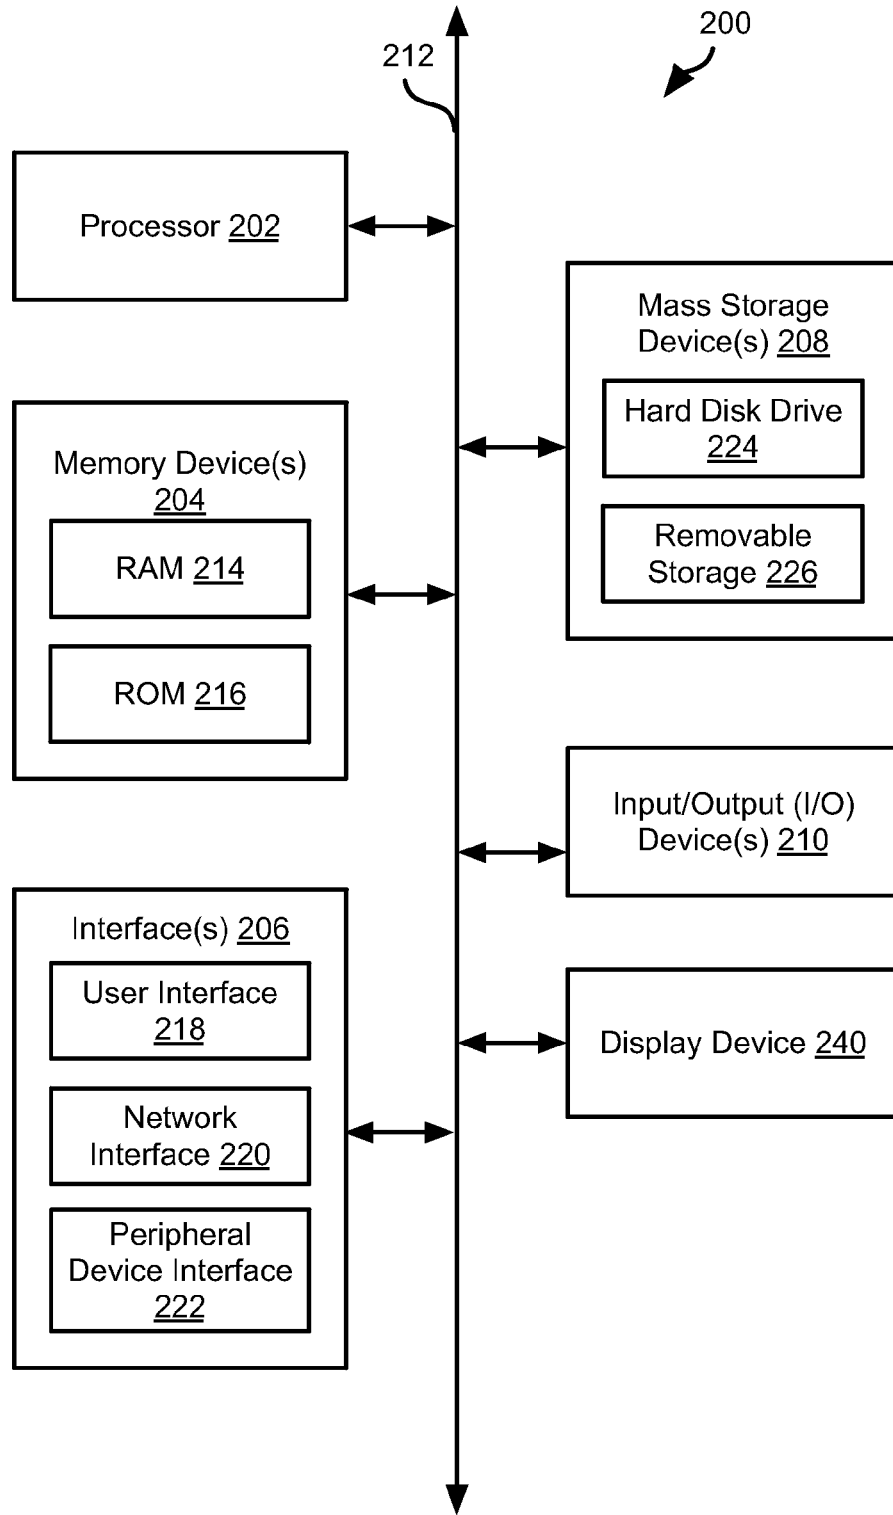 200
212
Processor 202
Mass Storage
Device(s) 208
Hard Disk Drive
224
Removable
Storage 226
Memory Device(s)
204
RAM 214
ROM 216
Input/Output (I/O)
Device(s) 210
Interface(s) 206
User Interface
218
Network
Interface 220
Peripheral
Device Interface
222
Display Device 240